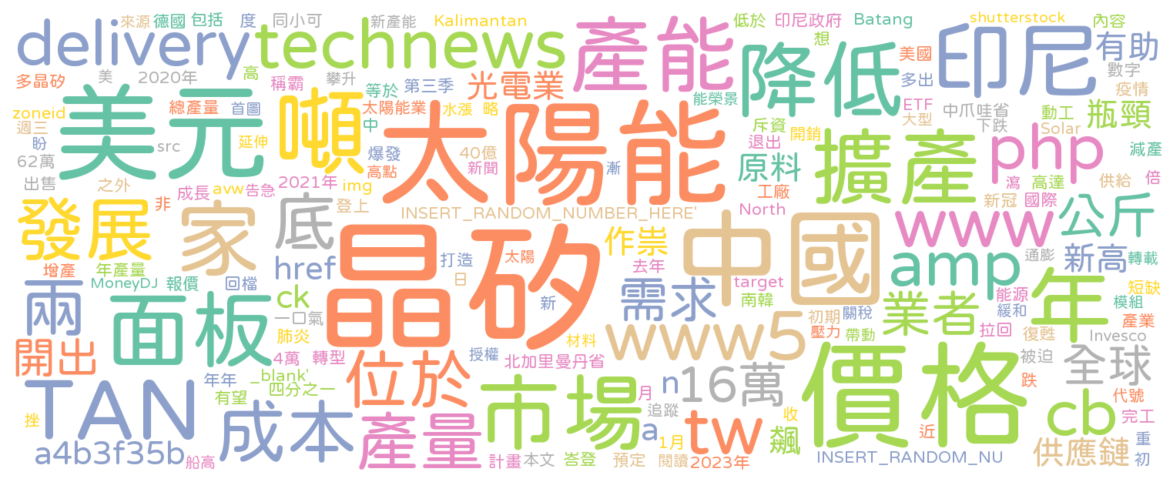 來源 德國 包括 度 同小可 新產能 Kalimantan 低於 印尼政府 Batang 想 shutterstock 內容
delivery technews 產能 降低 印尼 有助
多晶矽 美 2020年 高 稱霸 攀升 等於 第三季 光電業 能榮景 美國 多出 數字 疫情
zoneid 線產量 首圖 太陽能業 水漲 略 ETF 大型 中爪哇省 下跌 動工 Solar 瓶頸
週三 盼 美元 src 延伸 噸 中 太陽能 斥資 開銷 退出 擴產 php 減產
62萬 爆發 40億 新聞 漸 原料 瀉 高達 供給 倍
出售 之外 非 成長 aww 告急 2021年 高點 img 工廠 新冠 國際
發展 家 底 登上 INSERT_RANDOM_NUMBER_HERE' North www 公斤
增產 年產量 晶矽 作祟 中國 amp 通膨 新高 轉載
MoneyDJ 報價 回檔 href 打造 日 太陽 新 去年 target 南韓 年
兩 面板 ck 一口氣 需求 初期 關稅 業者 能源 緩和 模組 短缺
開出 肺炎 材料 www5 壓力 帶動 拉回 復甦 Invesco 產業
4萬 轉型 位於 授權 北加里曼丹省 價格 被迫 全球
TAN 年年 _blank' 有望 四分之一 市場 月 n 16萬 跌 代號
挫 成本 產量 追蹤 a tw 收 飆 近 cb 完工
a4b3f35b 船高 計畫 本文 峇登 預定 1月 閱讀 2023年 INSERT_RANDOM_NU 供應鏈 重 初